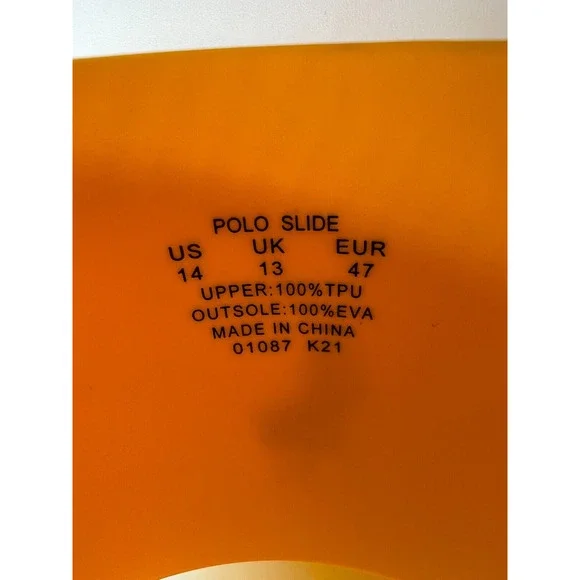 POLO SLIDE
US UK EUR
14 13 47
UPPER:100%TPU
OUTSOLE:100%EVA
MADE IN CHINA
01087 K21